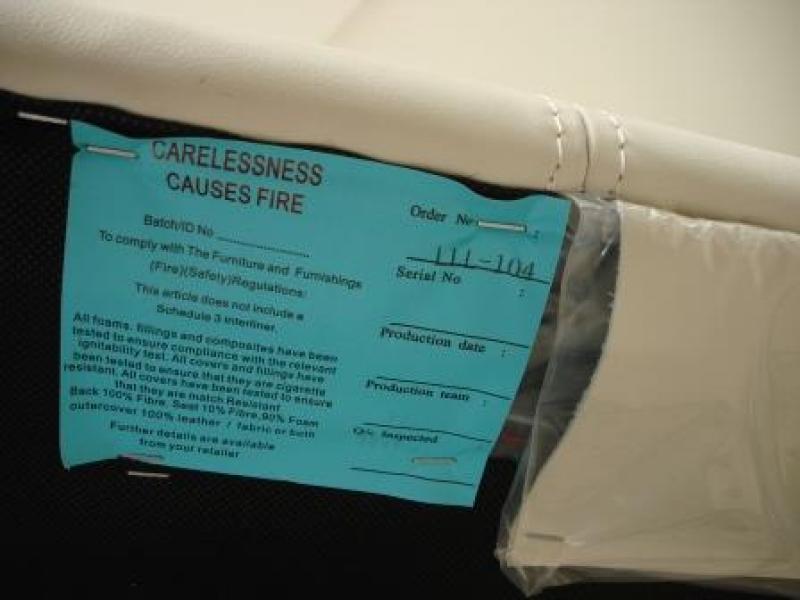 CARELESSNESS
CAUSES FIRE
Batch/ID No
To comply with The Furniture and Furnishings
(Fire)(Safety)Regulations:
This article does not include a
Schedule 3 Interliner.
All foams, fillings and composites have been
tested to ensure compliance with the relevant
ignitability test. All covers and fillings have
been tested to ensure that they are cigarette
resistant. All covers have been tested to ensure
that they are match Resistant
Back 100% Fibre Seat 10% Fibre,90% Foam
outercover 100% leather / fabric or both
Further details are available
from your retailer
Order No :
111-104
Serial No :
Production date :
Production team :
Inspected